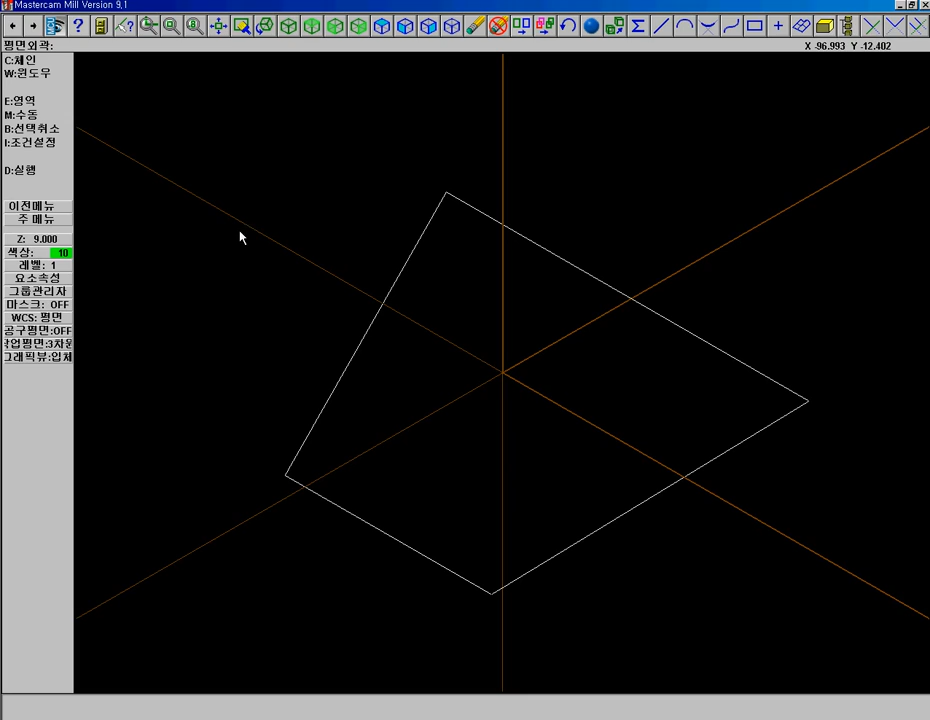 Mastercam Mill Version 9,1
평면외곽:
X -96.993 Y -12.402
C:체인
W:윈도우
E:영역
M:수동
B:선택취소
I:조건설정
D:실행
이전메뉴
주 메뉴
Z: 9.000
색상: 10
레벨: 1
요소속성
그룹관리자
마스크: OFF
WCS: 평면
공구평면:OFF
작업평면:3차원
그래픽뷰:입체